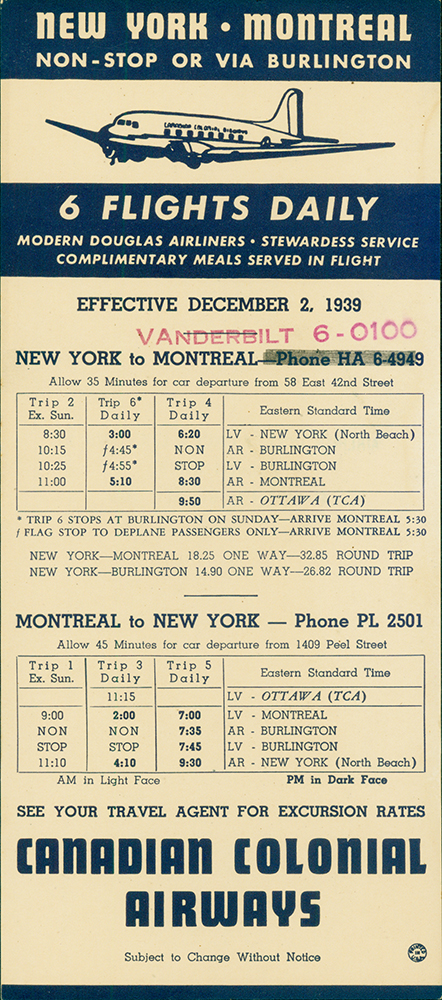 NEW YORK • MONTREAL
NON-STOP OR VIA BURLINGTON
CANADIAN COLONIAL AIRWAYS
6 FLIGHTS DAILY
MODERN DOUGLAS AIRLINERS • STEWARDESS SERVICE
COMPLIMENTARY MEALS SERVED IN FLIGHT
EFFECTIVE DECEMBER 2, 1939
VANDERBILT 6-0100
NEW YORK to MONTREAL—Phone HA 6-4949
Allow 35 Minutes for car departure from 58 East 42nd Street
Trip 2 Trip 6* Trip 4
Ex. Sun. Daily Daily Eastern Standard Time
8:30 3:00 6:20 LV - NEW YORK (North Beach)
10:15 f4:45* NON AR - BURLINGTON
10:25 f4:55* STOP LV - BURLINGTON
11:00 5:10 8:30 AR - MONTREAL
9:50 AR - OTTAWA (TCA)
* TRIP 6 STOPS AT BURLINGTON ON SUNDAY—ARRIVE MONTREAL 5:30
f FLAG STOP TO DEPLANE PASSENGERS ONLY—ARRIVE MONTREAL 5:30
NEW YORK—MONTREAL 18.25 ONE WAY—32.85 ROUND TRIP
NEW YORK—BURLINGTON 14.90 ONE WAY—26.82 ROUND TRIP
MONTREAL to NEW YORK — Phone PL 2501
Allow 45 Minutes for car departure from 1409 Peel Street
Trip 1 Trip 3 Trip 5
Ex. Sun. Daily Daily Eastern Standard Time
11:15 LV - OTTAWA (TCA)
9:00 2:00 7:00 LV - MONTREAL
NON NON 7:35 AR - BURLINGTON
STOP STOP 7:45 LV - BURLINGTON
11:10 4:10 9:30 AR - NEW YORK (North Beach)
AM in Light Face PM in Dark Face
SEE YOUR TRAVEL AGENT FOR EXCURSION RATES
CANADIAN COLONIAL
AIRWAYS
Subject to Change Without Notice